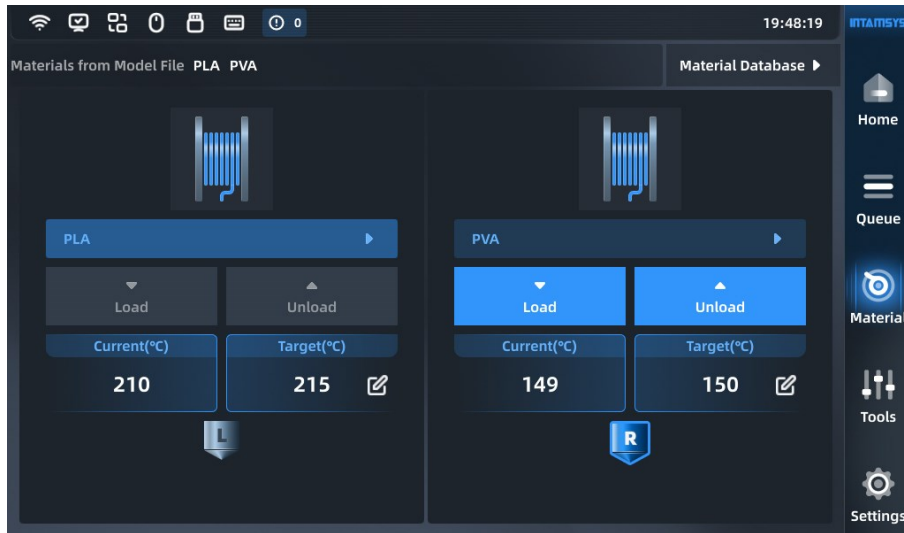 0
19:48:19
INTAMSYS
Materials from Model File PLA PVA
Material Database
Home
Queue
Material
Tools
Settings
PLA
Load
Unload
Current(°C)
Target(°C)
210
215
L
PVA
Load
Unload
Current(°C)
Target(°C)
149
150
R